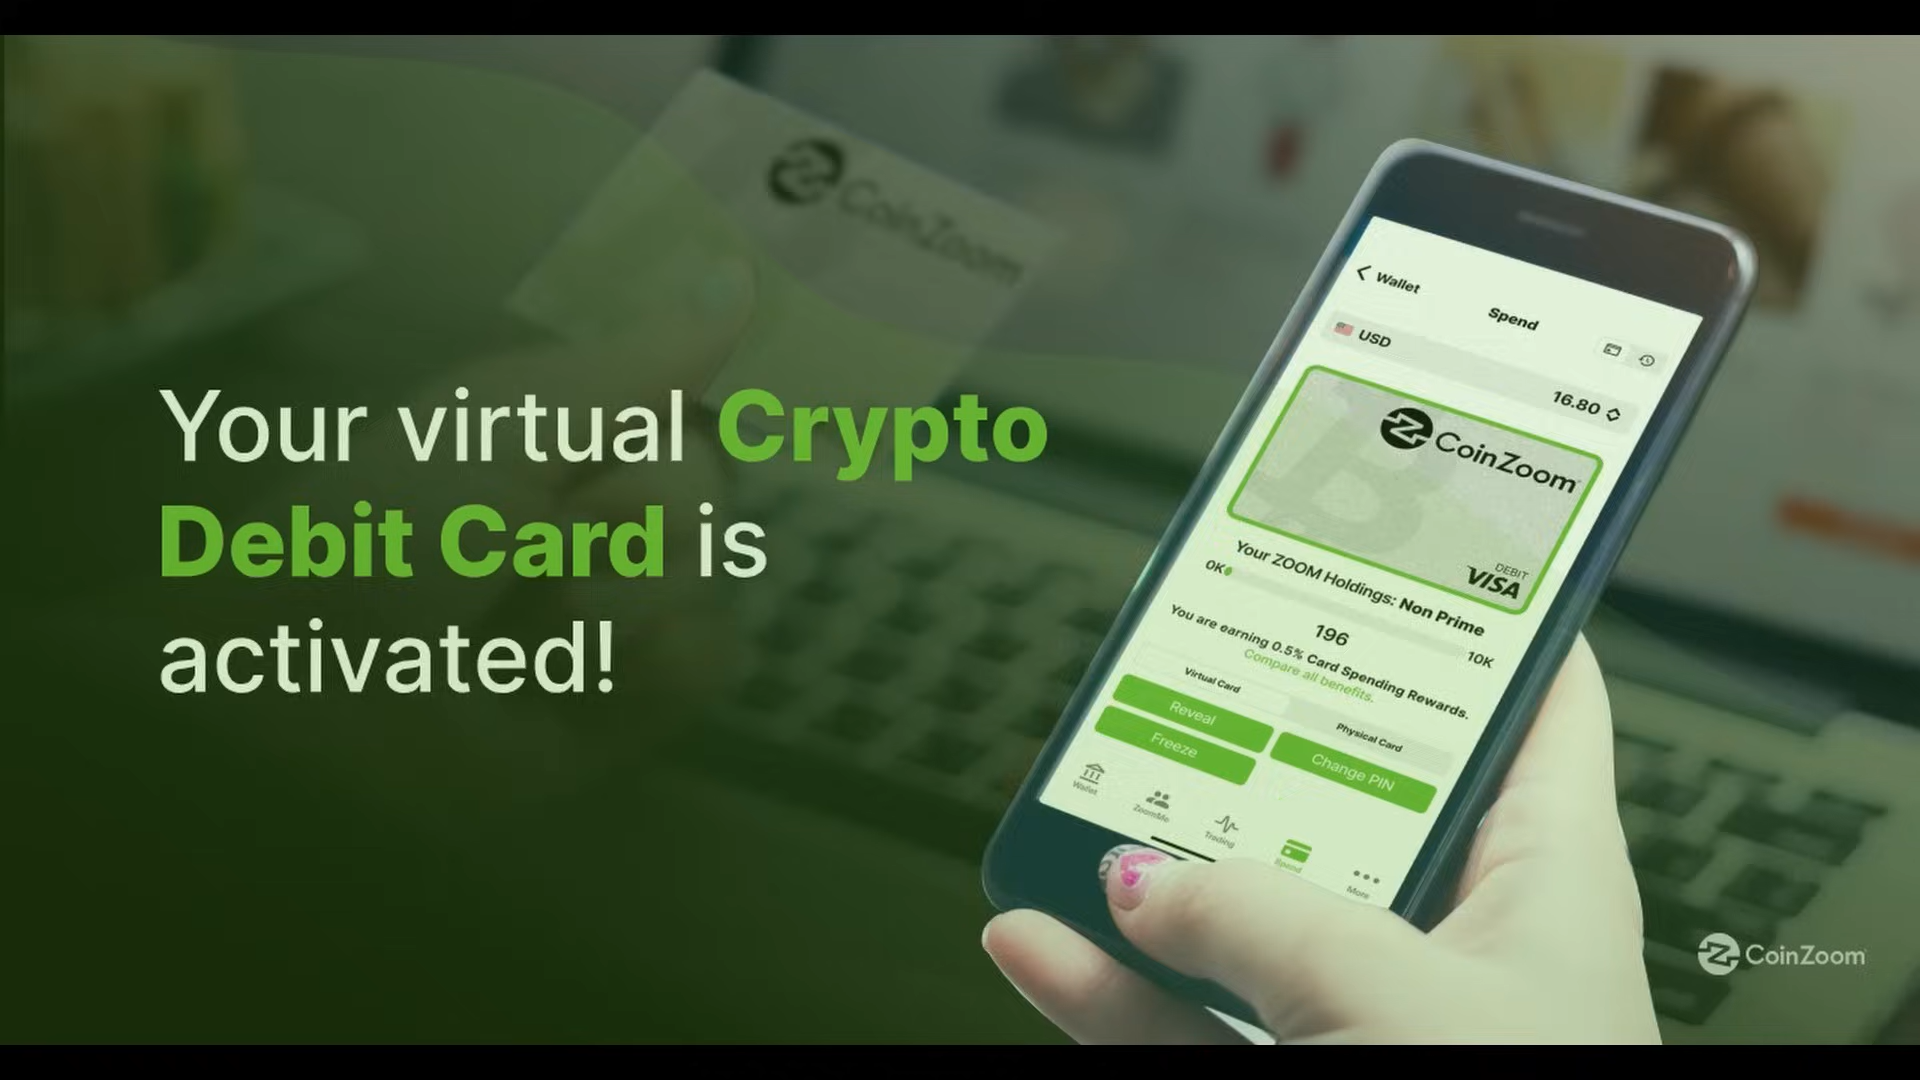 CoinZoom
Your virtual Crypto
Debit Card is
activated!
Wallet
Spend
USD
16.80
CoinZoom
DEBIT
VISA
Your ZOOM Holdings: Non Prime
0K
196
10K
You are earning 0.5% Card Spending Rewards.
Compare all benefits.
Virtual Card
Physical Card
Reveal
Change PIN
Freeze
Wallet
ZoomMe
Trading
Spend
More
CoinZoom